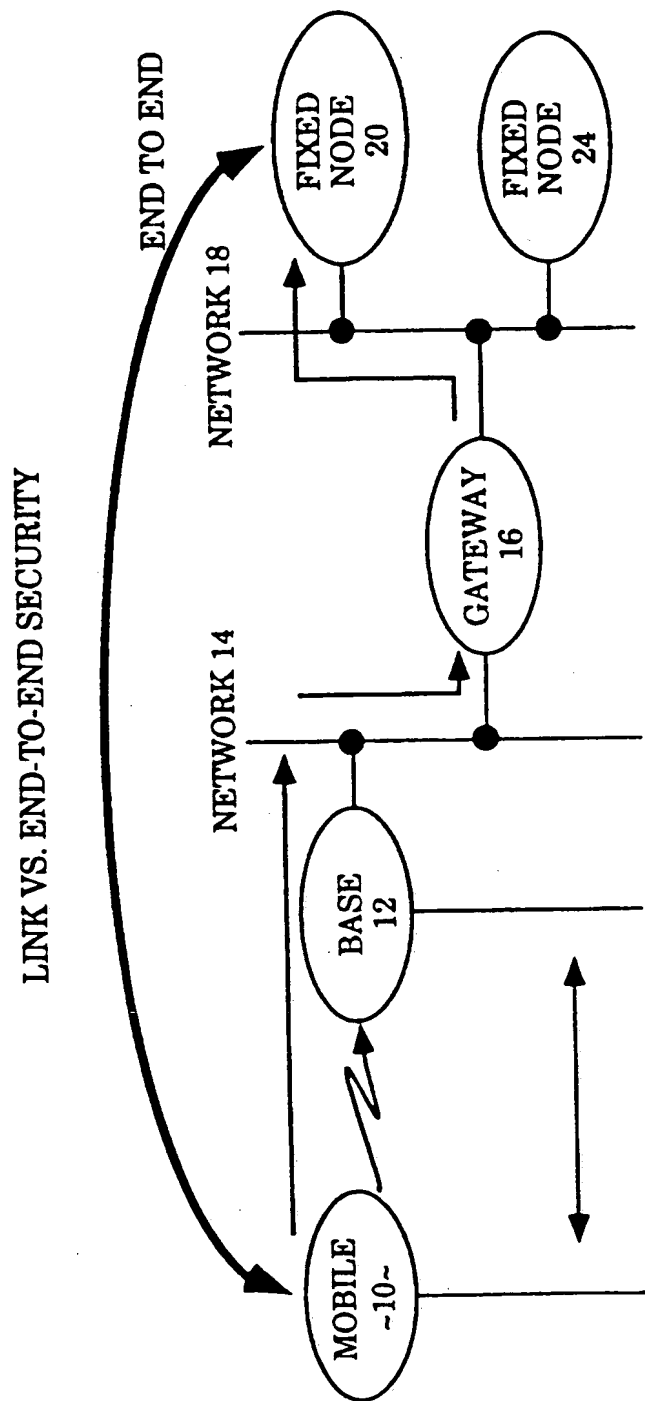 LINK VS. END-TO-END SECURITY
END TO END
NETWORK 14
NETWORK 18
MOBILE
~10~
BASE
12
GATEWAY
16
FIXED
NODE
20
FIXED
NODE
24